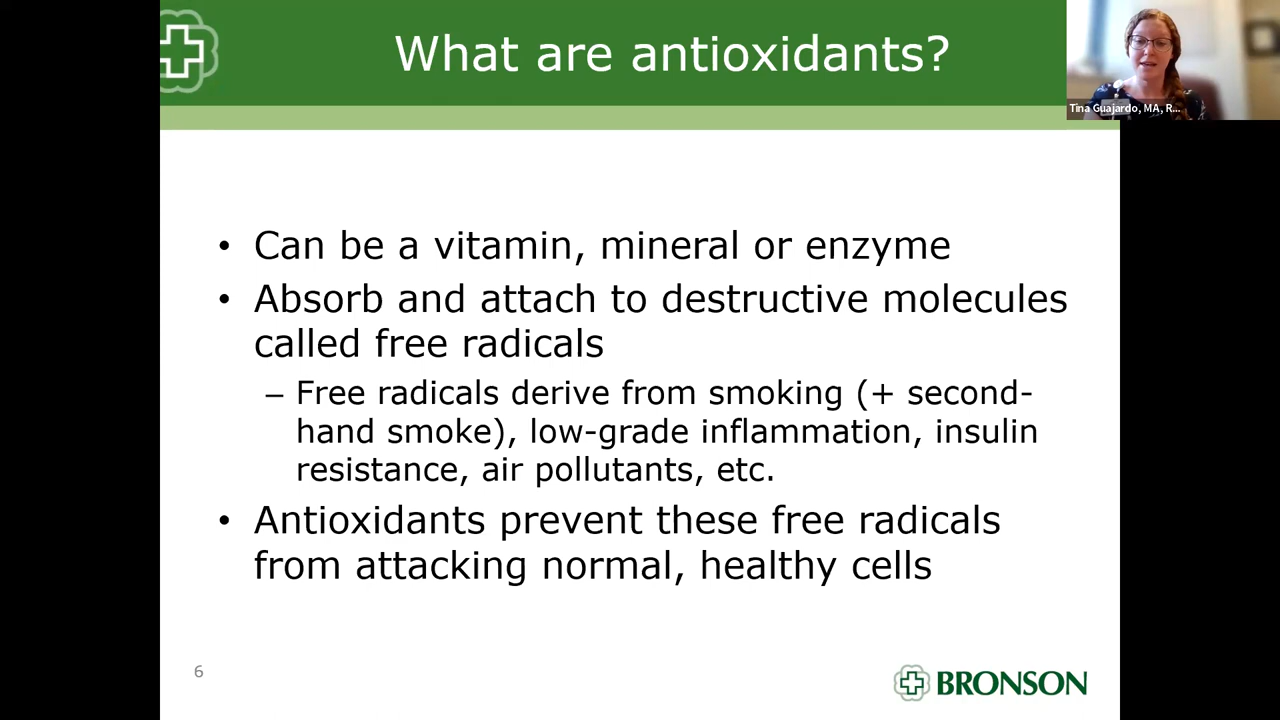 What are antioxidants?
Tina Guajardo, MA, R...
• Can be a vitamin, mineral or enzyme
• Absorb and attach to destructive molecules
called free radicals
– Free radicals derive from smoking (+ second-
hand smoke), low-grade inflammation, insulin
resistance, air pollutants, etc.
• Antioxidants prevent these free radicals
from attacking normal, healthy cells
6
BRONSON